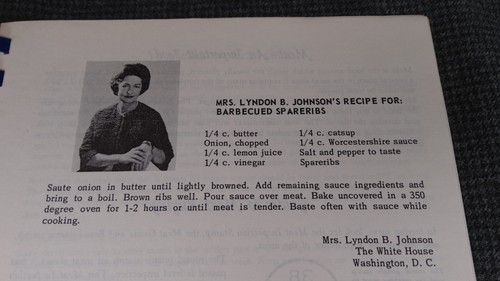 MRS. LYNDON B. JOHNSON'S RECIPE FOR:
BARBECUED SPARERIBS
1/4 c. butter
Onion, chopped
1/4 c. lemon juice
1/4 c. vinegar
1/4 c. catsup
1/4 c. Worcestershire sauce
Salt and pepper to taste
Spareribs
Saute onion in butter until lightly browned. Add remaining sauce ingredients and
bring to a boil. Brown ribs well. Pour sauce over meat. Bake uncovered in a 350
degree oven for 1-2 hours or until meat is tender. Baste often with sauce while
cooking.
Mrs. Lyndon B. Johnson
The White House
Washington, D. C.